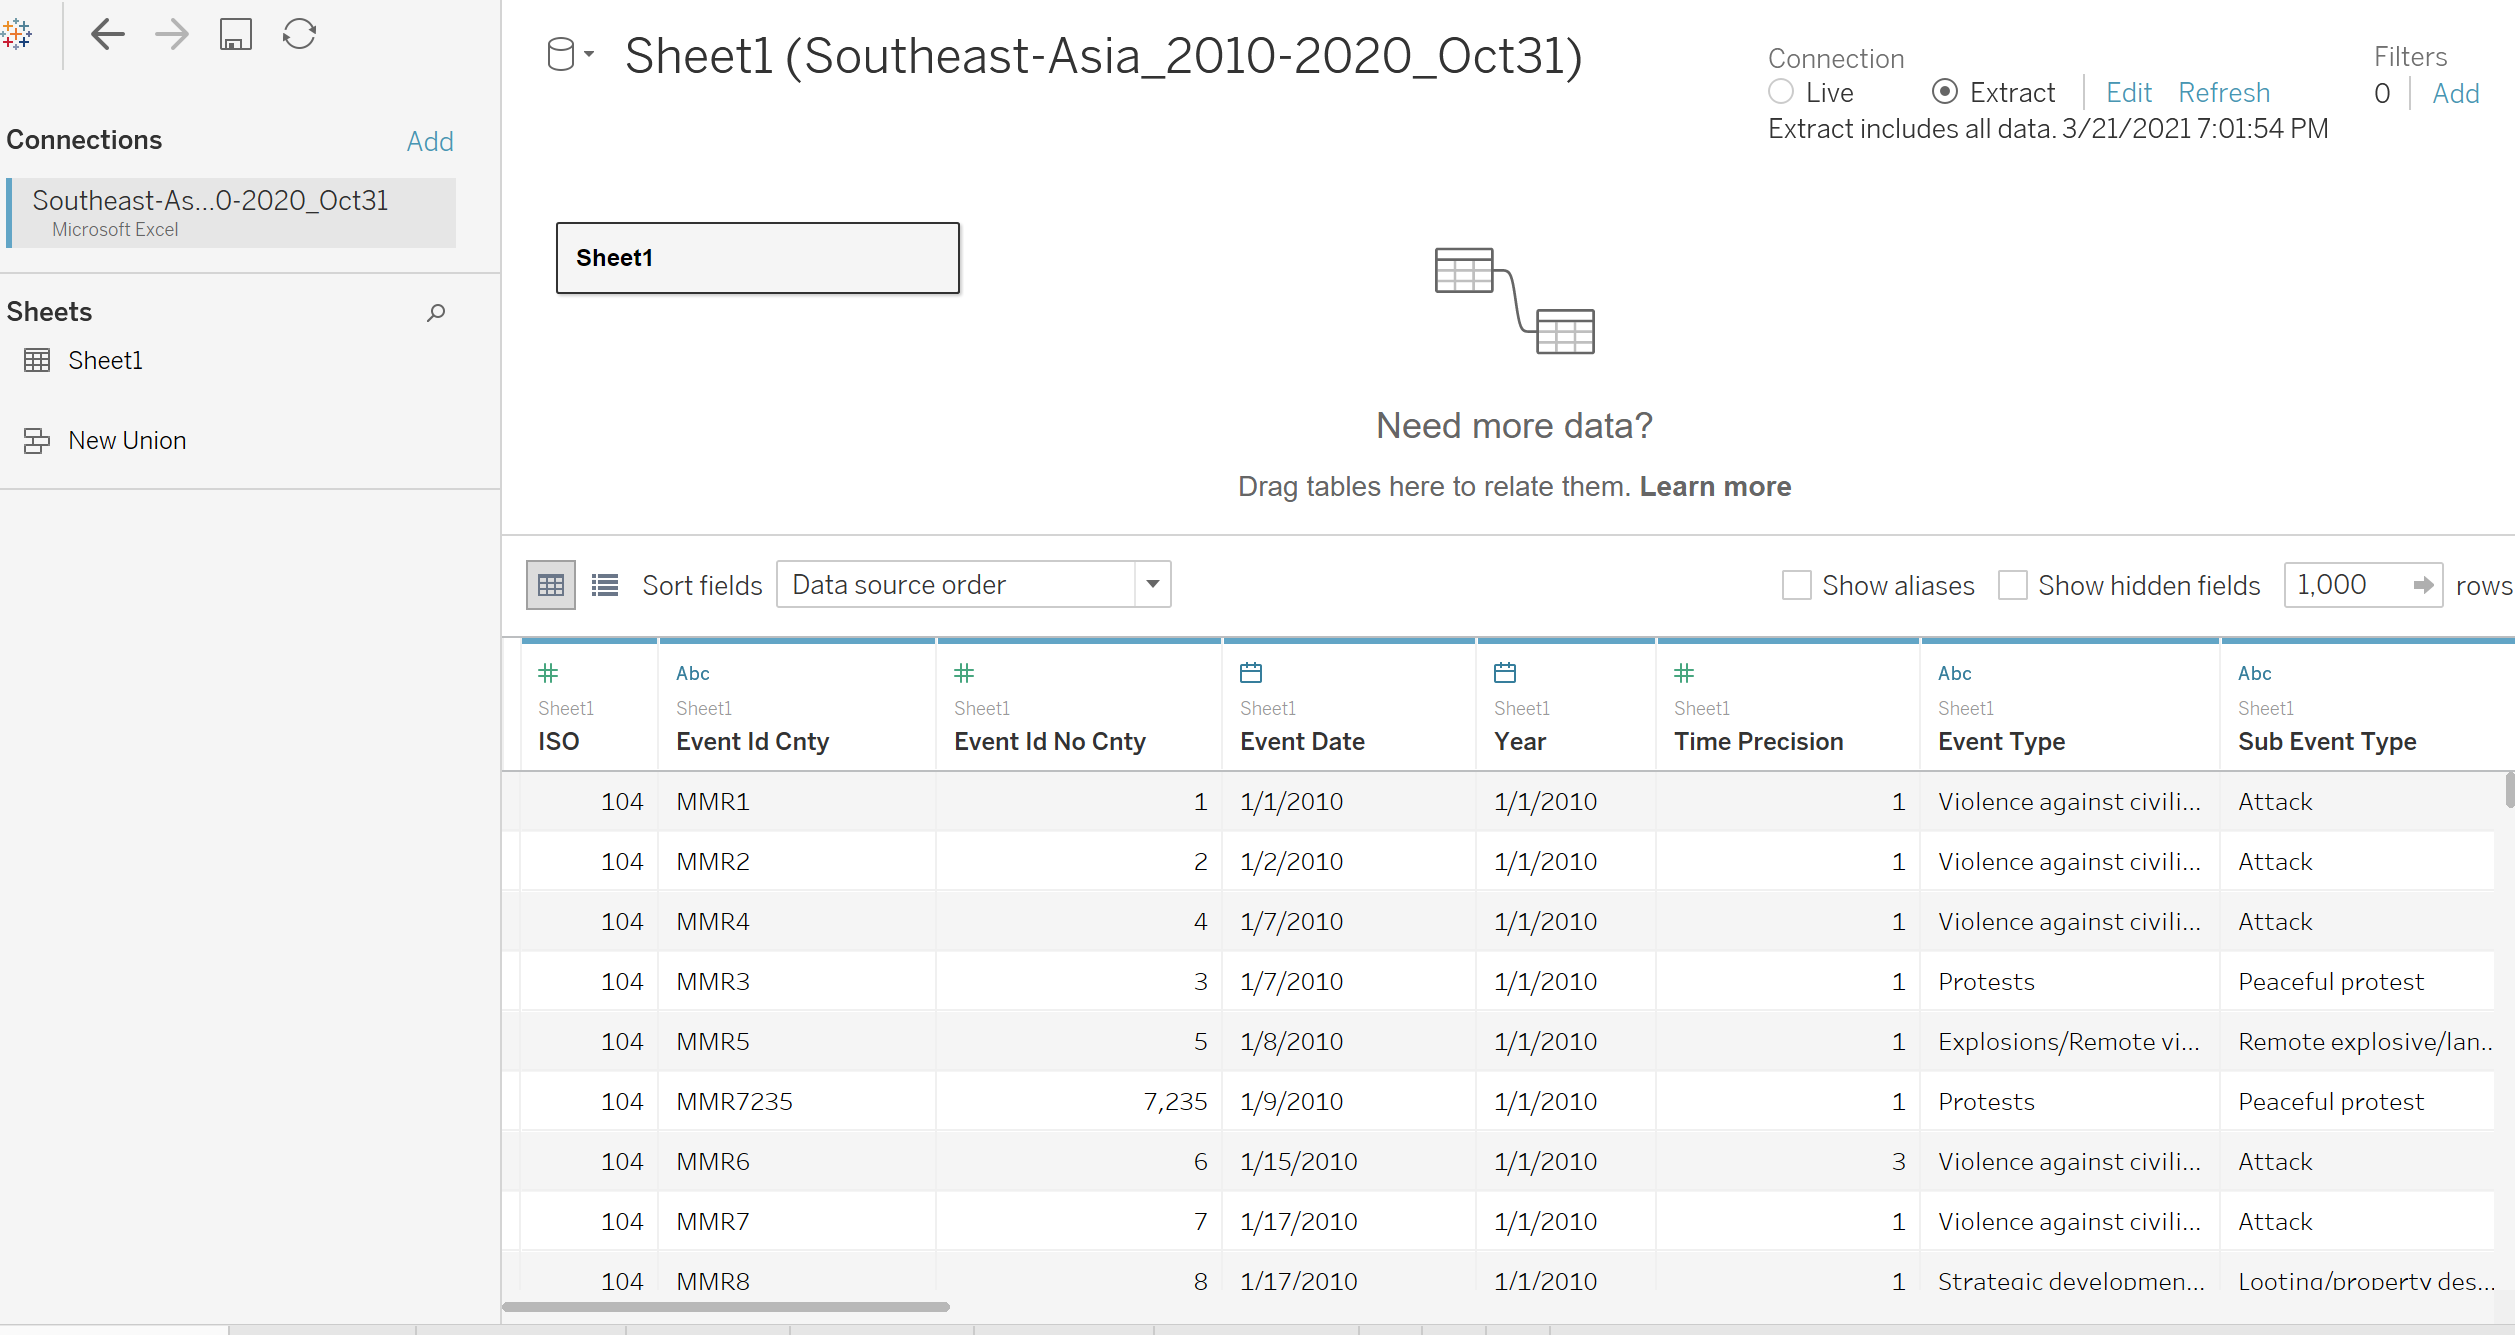 Sheet1 (Southeast-Asia_2010-2020_Oct31)
Connection
Live Extract Edit Refresh
Extract includes all data. 3/21/2021 7:01:54 PM
Filters
0 Add
Connections Add
Southeast-As...0-2020_Oct31
Microsoft Excel
Sheets
Sheet1
New Union
Sheet1
Need more data?
Drag tables here to relate them. Learn more
Sort fields Data source order Show aliases Show hidden fields 1,000 rows
# Abc # # Abc Abc
Sheet1 Sheet1 Sheet1 Sheet1 Sheet1 Sheet1 Sheet1 Sheet1
ISO Event Id Cnty Event Id No Cnty Event Date Year Time Precision Event Type Sub Event Type
104 MMR1 1 1/1/2010 1/1/2010 1 Violence against civili... Attack
104 MMR2 2 1/2/2010 1/1/2010 1 Violence against civili... Attack
104 MMR4 4 1/7/2010 1/1/2010 1 Violence against civili... Attack
104 MMR3 3 1/7/2010 1/1/2010 1 Protests Peaceful protest
104 MMR5 5 1/8/2010 1/1/2010 1 Explosions/Remote vi... Remote explosive/lan..
104 MMR7235 7,235 1/9/2010 1/1/2010 1 Protests Peaceful protest
104 MMR6 6 1/15/2010 1/1/2010 3 Violence against civili... Attack
104 MMR7 7 1/17/2010 1/1/2010 1 Violence against civili... Attack
104 MMR8 8 1/17/2010 1/1/2010 1 Strategic developmen... Looting/property des...